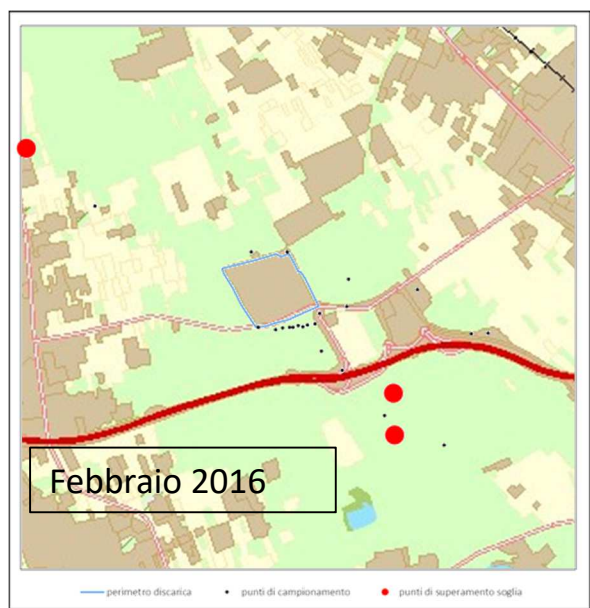 Febbraio 2016
perimetro discarica punti di campionamento punti di superamento soglia